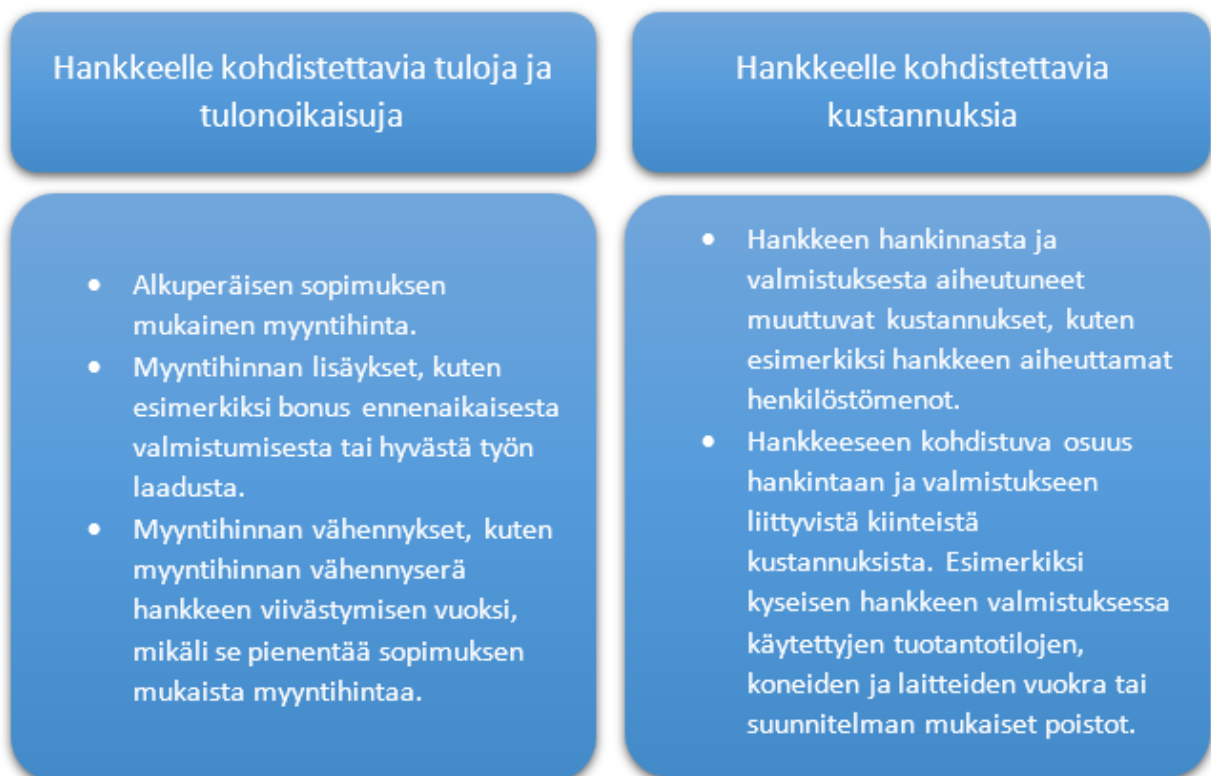 Hankkeelle kohdistettavia tuloja ja
tulonoikaisuja
• Alkuperäisen sopimuksen
mukainen myyntihinta.
• Myyntihinnan lisäykset, kuten
esimerkiksi bonus ennenaikaisesta
valmistumisesta tai hyvästä työn
laadusta.
• Myyntihinnan vähennykset, kuten
myyntihinnan vähennyserä
hankkeen viivästymisen vuoksi,
mikäli se pienentää sopimuksen
mukaista myyntihintaa.
Hankkeelle kohdistettavia
kustannuksia
• Hankkeen hankinnasta ja
valmistuksesta aiheutuneet
muuttuvat kustannukset, kuten
esimerkiksi hankkeen aiheuttamat
henkilöstömenot.
• Hankkeeseen kohdistuva osuus
hankintaan ja valmistukseen
liittyvistä kiinteistä
kustannuksista. Esimerkiksi
kyseisen hankkeen valmistuksessa
käytettyjen tuotantotilojen,
koneiden ja laitteiden vuokra tai
suunnitelman mukaiset poistot.